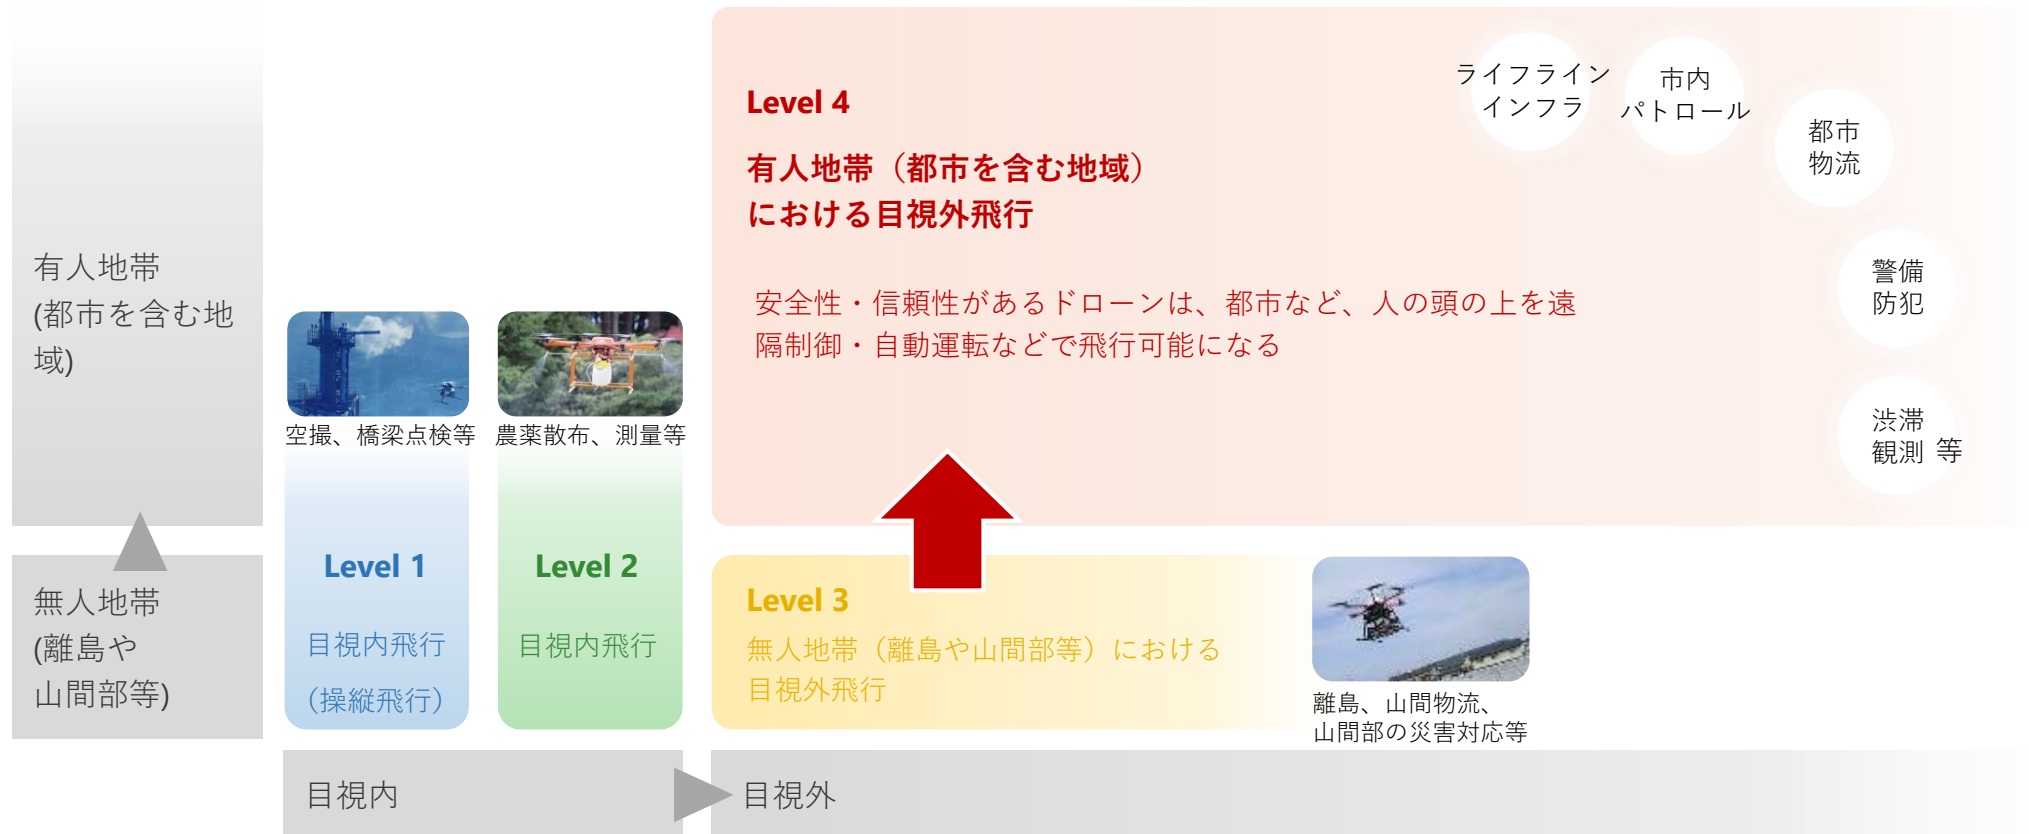 Level 4
有人地帯（都市を含む地域）
における目視外飛行
安全性・信頼性があるドローンは、都市など、人の頭の上を遠
隔制御・自動運転などで飛行可能になる
ライフライン
インフラ
市内
パトロール
都市
物流
警備
防犯
渋滞
観測 等
有人地帯
(都市を含む地
域)
空撮、橋梁点検等
農薬散布、測量等
無人地帯
(離島や
山間部等)
Level 1
目視内飛行
（操縦飛行）
Level 2
目視内飛行
Level 3
無人地帯（離島や山間部等）における
目視外飛行
離島、山間物流、
山間部の災害対応等
目視内
目視外